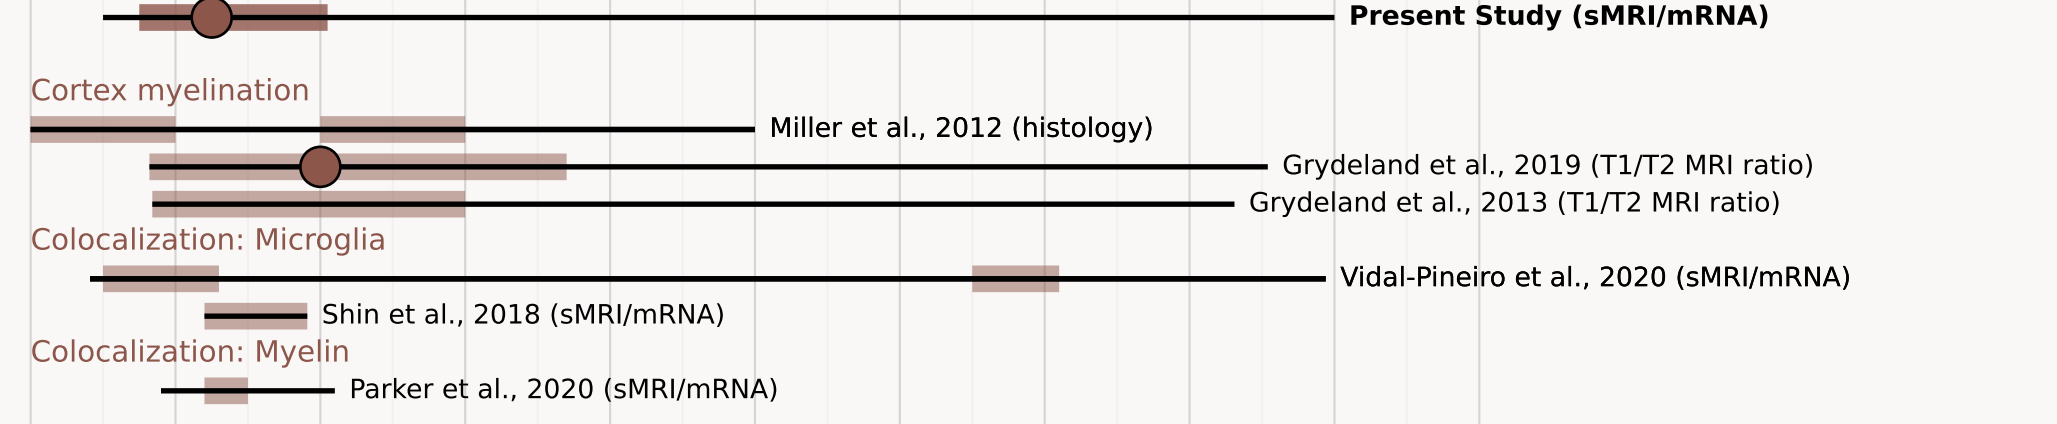 Present Study (sMRI/mRNA)
Cortex myelination
Miller et al., 2012 (histology)
Grydeland et al., 2019 (T1/T2 MRI ratio)
Grydeland et al., 2013 (T1/T2 MRI ratio)
Colocalization: Microglia
Vidal-Pineiro et al., 2020 (sMRI/mRNA)
Shin et al., 2018 (sMRI/mRNA)
Colocalization: Myelin
Parker et al., 2020 (sMRI/mRNA)